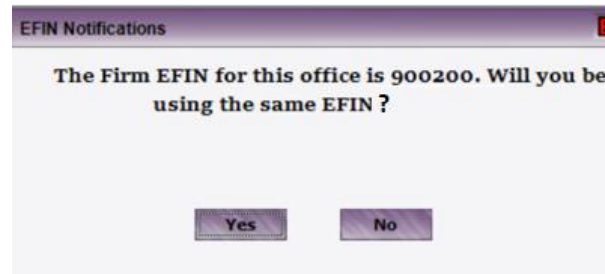 EFIN Notifications
The Firm EFIN for this office is 900200. Will you be
using the same EFIN ?
Yes
No